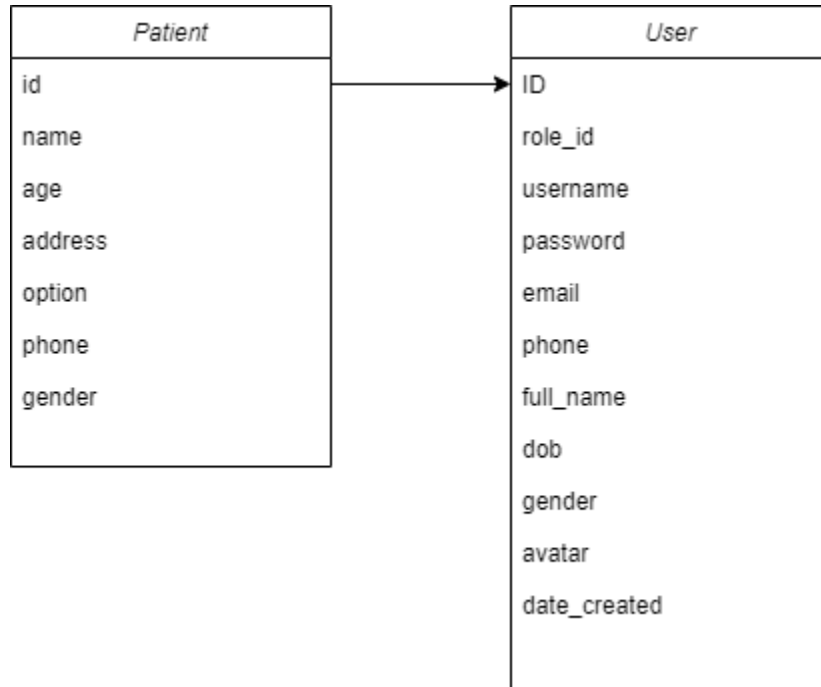 Patient
id
name
age
address
option
phone
gender
User
ID
role_id
username
password
email
phone
full_name
dob
gender
avatar
date_created